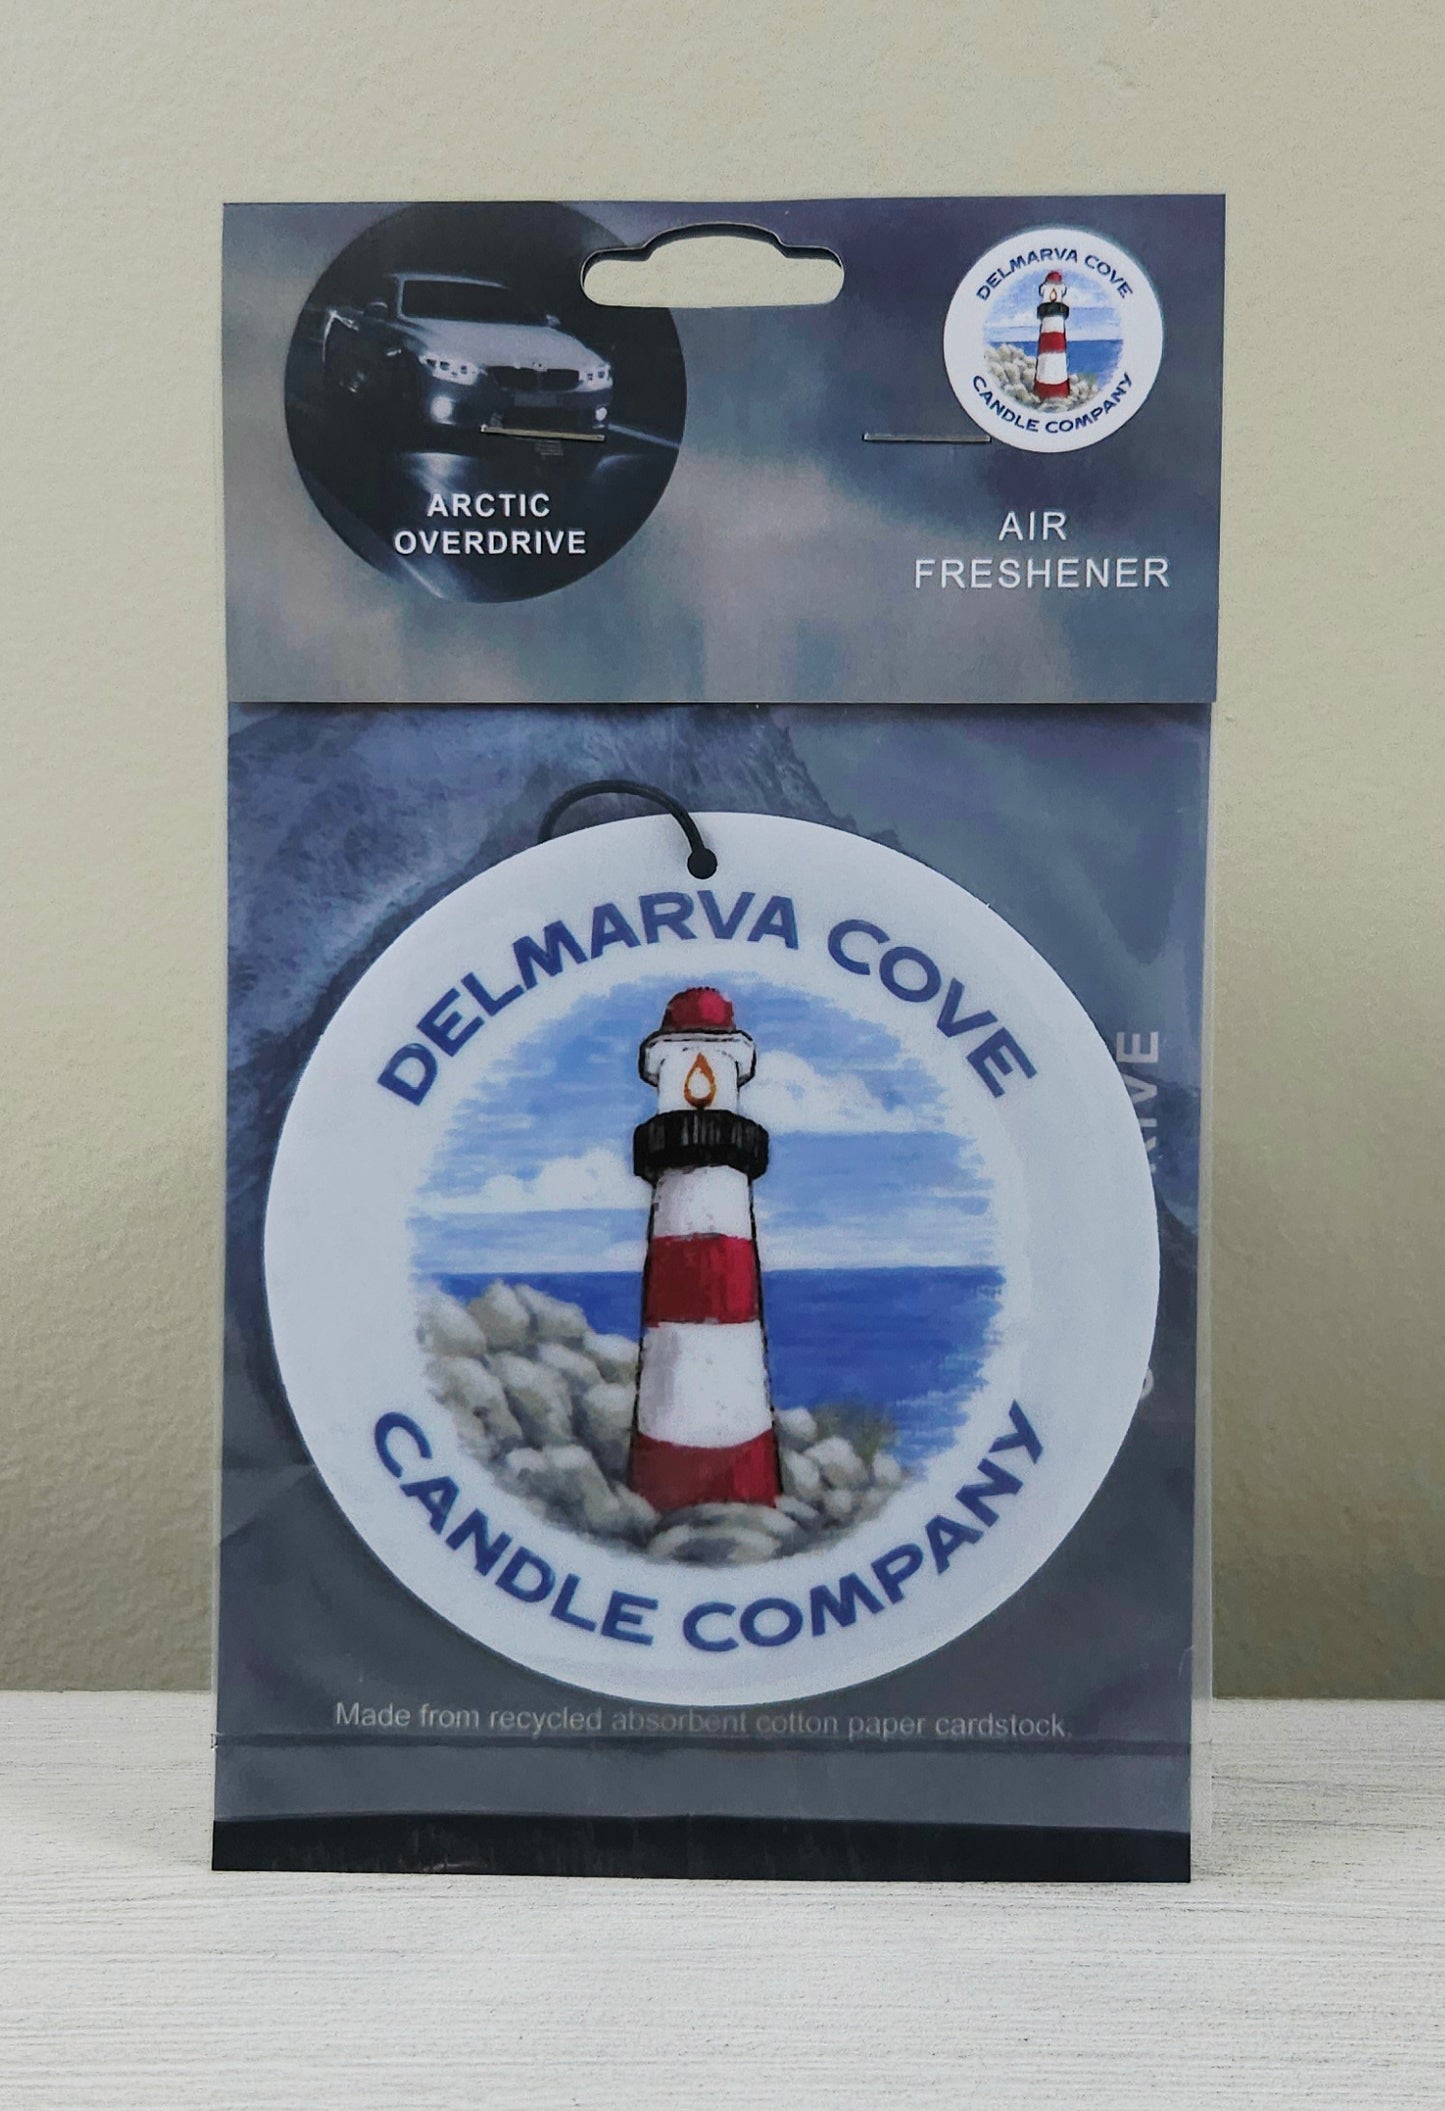 DELMARVA COVE
CANDLE COMPANY
ARCTIC
OVERDRIVE
AIR
FRESHENER
DELMARVA COVE
CANDLE COMPANY
Made from recycled absorbent cotton paper cardstock.